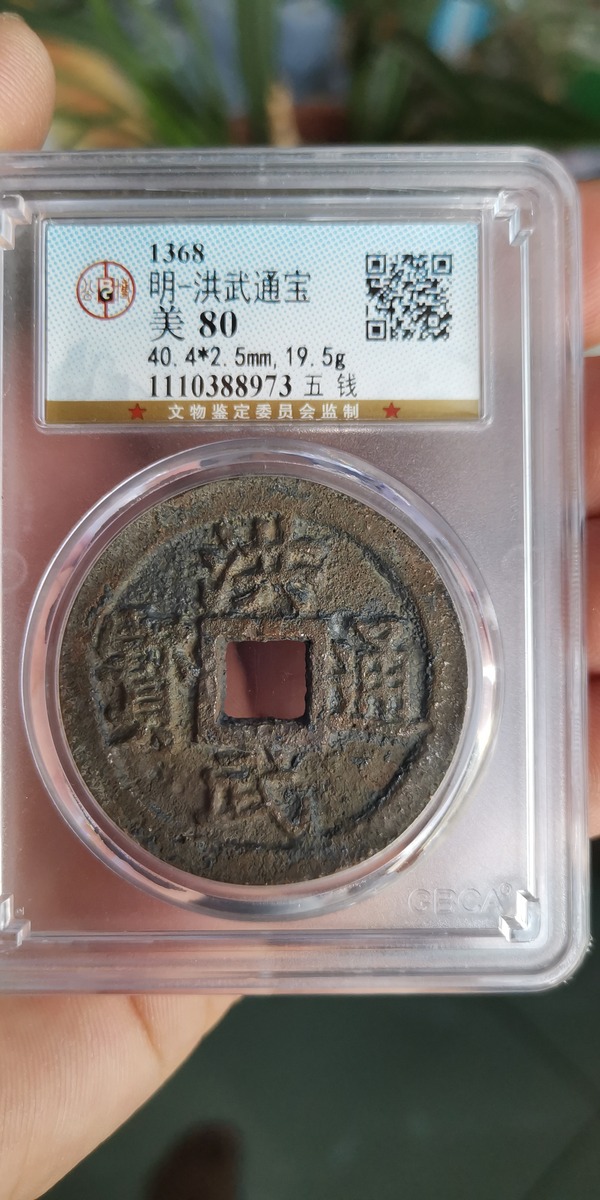 1368
明-洪武通宝
美 80
40.4*2.5mm,19.5g
1110388973 五 钱
★ 文物鉴定委员会监制 ★
洪
寶 通
武
GBCA